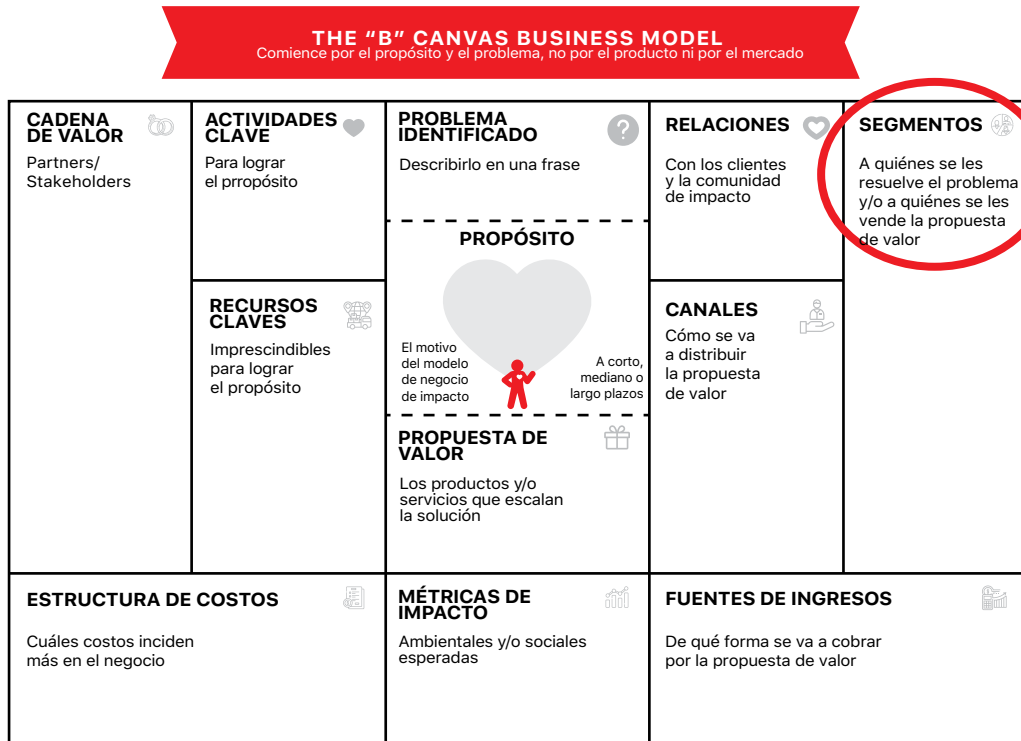 THE “B” CANVAS BUSINESS MODEL
Comience por el propósito y el problema, no por el producto ni por el mercado
CADENA
DE VALOR
Partners/
Stakeholders
ACTIVIDADES
CLAVE
Para lograr
el prropósito
RECURSOS
CLAVES
Imprescindibles
para lograr
el propósito
PROBLEMA
IDENTIFICADO
Describirlo en una frase
PROPÓSITO
El motivo
del modelo
de negocio
de impacto
A corto,
mediano o
largo plazos
PROPUESTA DE
VALOR
Los productos y/o
servicios que escalan
la solución
RELACIONES
Con los clientes
y la comunidad
de impacto
CANALES
Cómo se va
a distribuir
la propuesta
de valor
SEGMENTOS
A quiénes se les
resuelve el problema
y/o a quiénes se les
vende la propuesta
de valor
ESTRUCTURA DE COSTOS
Cuáles costos inciden
más en el negocio
MÉTRICAS DE
IMPACTO
Ambientales y/o sociales
esperadas
FUENTES DE INGRESOS
De qué forma se va a cobrar
por la propuesta de valor